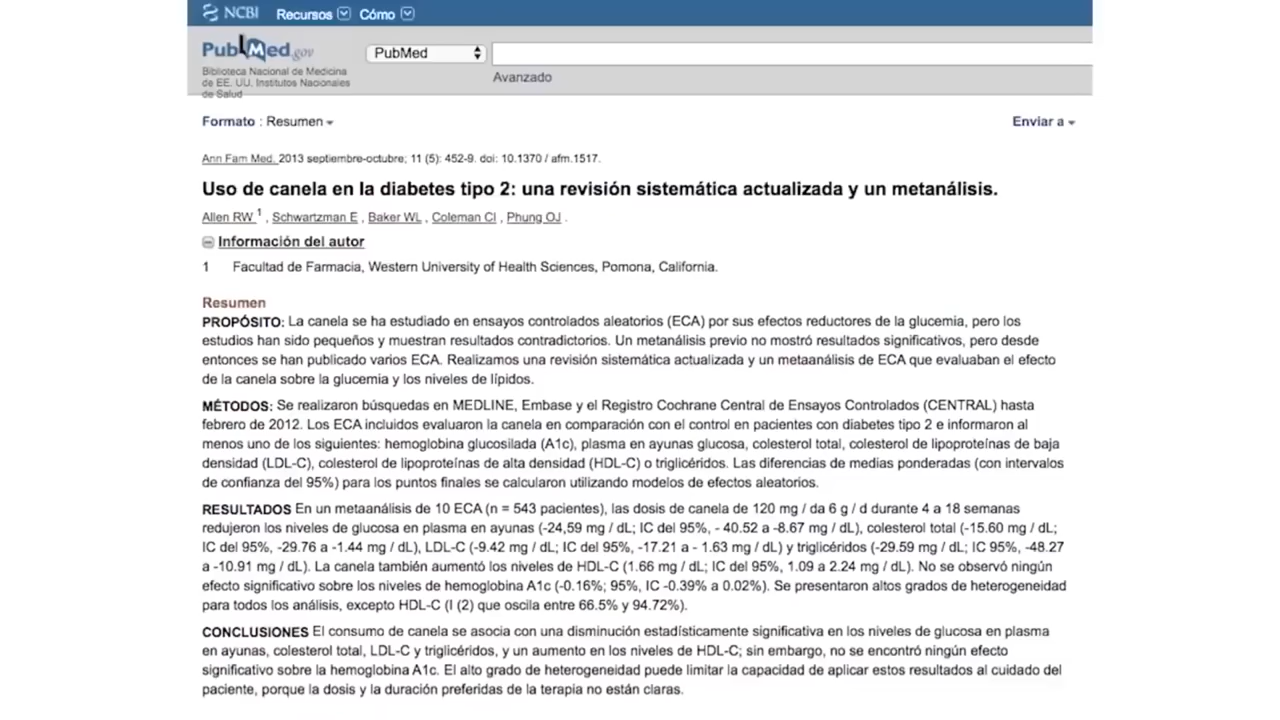 NCBI Recursos Cómo
PubMed.gov PubMed
Biblioteca Nacional de Medicina
de EE. UU. Institutos Nacionales
de Salud
Avanzado
Formato : Resumen Enviar a
Ann Fam Med. 2013 septiembre-octubre; 11 (5): 452-9. doi: 10.1370 / afm.1517.
Uso de canela en la diabetes tipo 2: una revisión sistemática actualizada y un metanálisis.
Allen RW 1 , Schwartzman E , Baker WL , Coleman CI , Phung OJ .
Información del autor
1 Facultad de Farmacia, Western University of Health Sciences, Pomona, California.
Resumen
PROPÓSITO: La canela se ha estudiado en ensayos controlados aleatorios (ECA) por sus efectos reductores de la glucemia, pero los
estudios han sido pequeños y muestran resultados contradictorios. Un metanálisis previo no mostró resultados significativos, pero desde
entonces se han publicado varios ECA. Realizamos una revisión sistemática actualizada y un metaanálisis de ECA que evaluaban el efecto
de la canela sobre la glucemia y los niveles de lípidos.
MÉTODOS: Se realizaron búsquedas en MEDLINE, Embase y el Registro Cochrane Central de Ensayos Controlados (CENTRAL) hasta
febrero de 2012. Los ECA incluidos evaluaron la canela en comparación con el control en pacientes con diabetes tipo 2 e informaron al
menos uno de los siguientes: hemoglobina glucosilada (A1c), plasma en ayunas glucosa, colesterol total, colesterol de lipoproteínas de baja
densidad (LDL-C), colesterol de lipoproteínas de alta densidad (HDL-C) o triglicéridos. Las diferencias de medias ponderadas (con intervalos
de confianza del 95%) para los puntos finales se calcularon utilizando modelos de efectos aleatorios.
RESULTADOS En un metaanálisis de 10 ECA (n = 543 pacientes), las dosis de canela de 120 mg / da 6 g / d durante 4 a 18 semanas
redujeron los niveles de glucosa en plasma en ayunas (-24,59 mg / dL; IC del 95%, - 40.52 a -8.67 mg / dL), colesterol total (-15.60 mg / dL;
IC del 95%, -29.76 a -1.44 mg / dL), LDL-C (-9.42 mg / dL; IC del 95%, -17.21 a - 1.63 mg / dL) y triglicéridos (-29.59 mg / dL; IC 95%, -48.27
a -10.91 mg / dL). La canela también aumentó los niveles de HDL-C (1.66 mg / dL; IC del 95%, 1.09 a 2.24 mg / dL). No se observó ningún
efecto significativo sobre los niveles de hemoglobina A1c (-0.16%; 95%, IC -0.39% a 0.02%). Se presentaron altos grados de heterogeneidad
para todos los análisis, excepto HDL-C (I (2) que oscila entre 66.5% y 94.72%).
CONCLUSIONES El consumo de canela se asocia con una disminución estadísticamente significativa en los niveles de glucosa en plasma
en ayunas, colesterol total, LDL-C y triglicéridos, y un aumento en los niveles de HDL-C; sin embargo, no se encontró ningún efecto
significativo sobre la hemoglobina A1c. El alto grado de heterogeneidad puede limitar la capacidad de aplicar estos resultados al cuidado del
paciente, porque la dosis y la duración preferidas de la terapia no están claras.